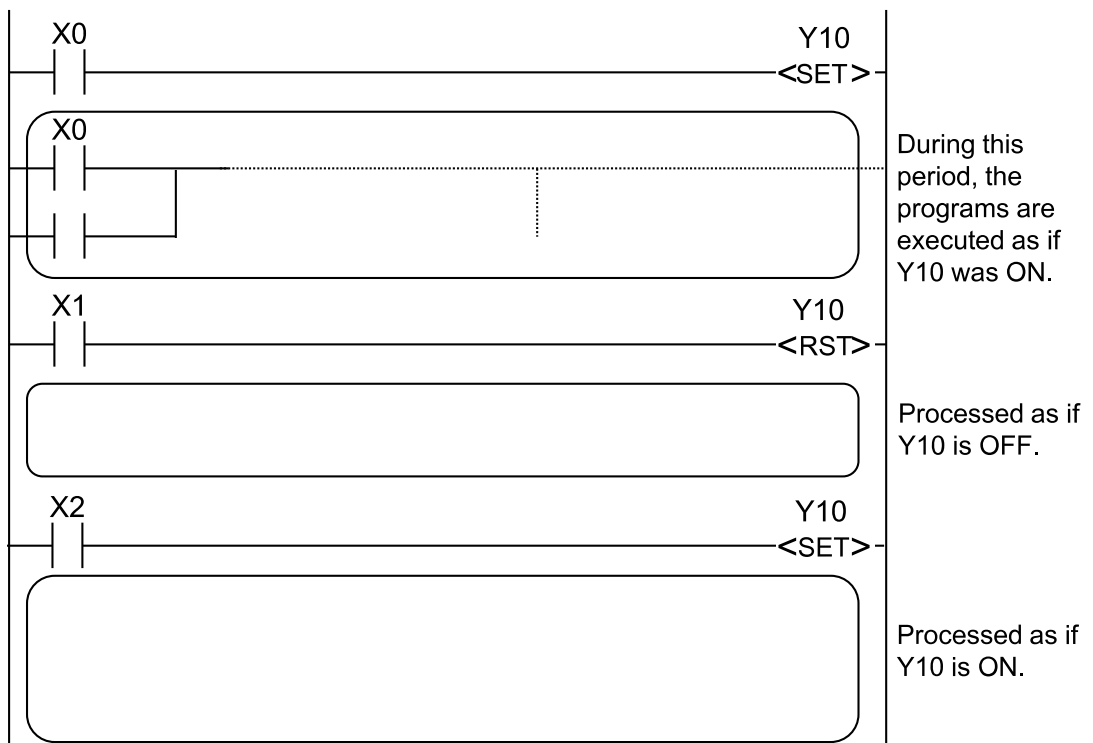 X0
Y10
<SET>
X0
During this
period, the
programs are
executed as if
Y10 was ON.
X1
Y10
<RST>
Processed as if
Y10 is OFF.
X2
Y10
<SET>
Processed as if
Y10 is ON.